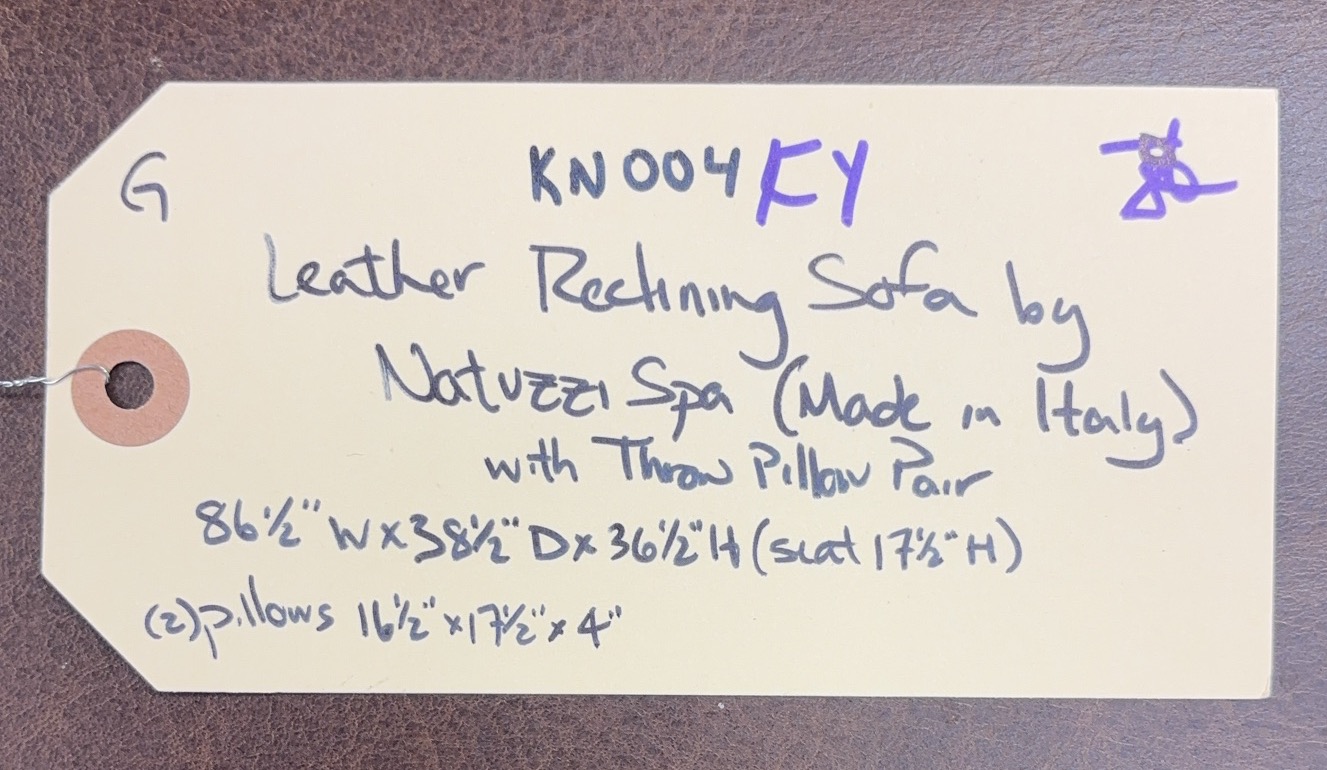 G
KN004 EY
Leather Reclining Sofa by
Natuzzi Spa (Made in Italy)
with Throw Pillow Pair
86½" W x 38½" D x 36½" H (seat 17½" H)
(2) pillows 16½" x 17½" x 4"